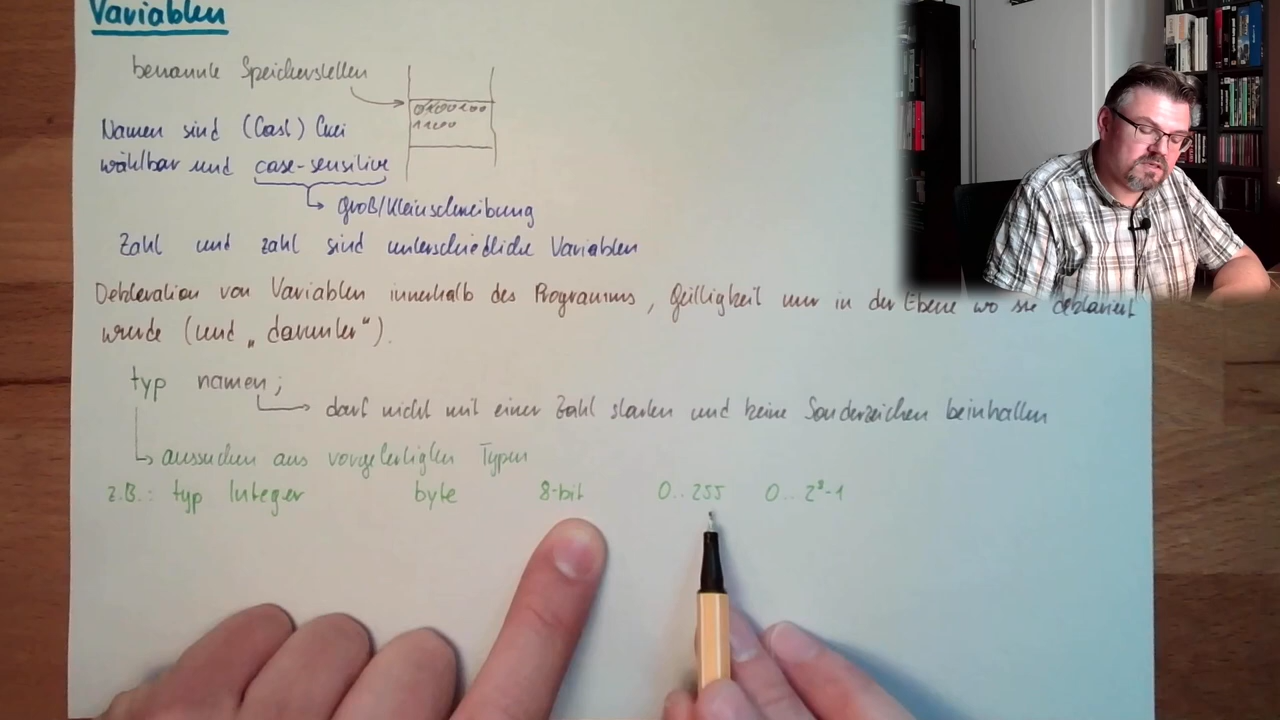 Variablen
benannte Speicherstellen
01000100
11000
Namen sind (fast) frei
wählbar und case-sensitive
Groß/Kleinschreibung
Zahl und zahl sind unterschiedliche Variablen
Deklaration von Variablen innerhalb des Programms, Gültigkeit nur in der Ebene wo sie deklariert
wurde (und „darunter“).
typ namen;
darf nicht mit einer Zahl starten und keine Sonderzeichen beinhalten
aussuchen aus vorgefertigten Typen
z.B.: typ Integer byte 8-bit 0..255 0...2⁸-1